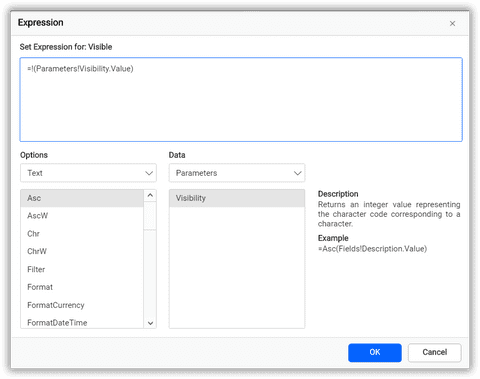 Expression
Set Expression for: Visible
=!(Parameters!Visibility.Value)
Options
Data
Text
Parameters
Asc
AscW
Chr
ChrW
Filter
Format
FormatCurrency
FormatDateTime
Visibility
Description
Returns an integer value representing
the character code corresponding to a
character.
Example
=Asc(Fields!Description.Value)
OK
Cancel